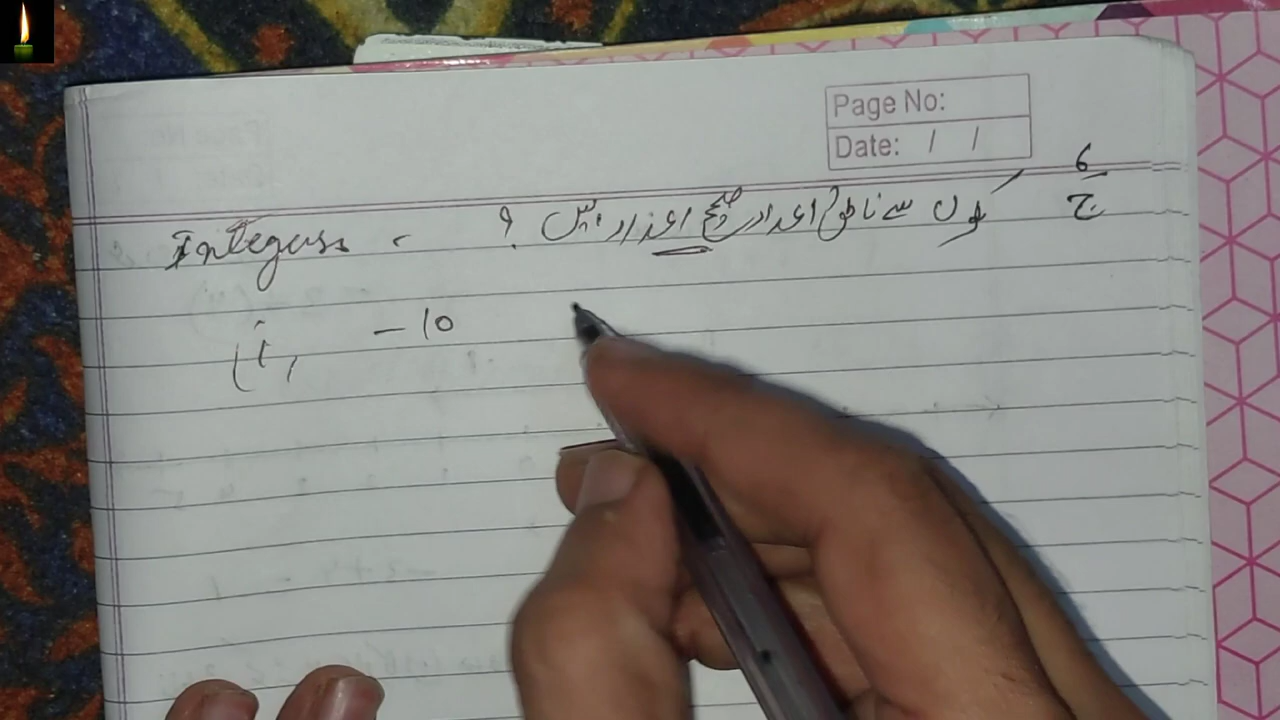 Page No:
Date: / /
6
ج
کون سے ناطق اعداد صحیح اعداد ہیں ؟
Integers -
(i, -10